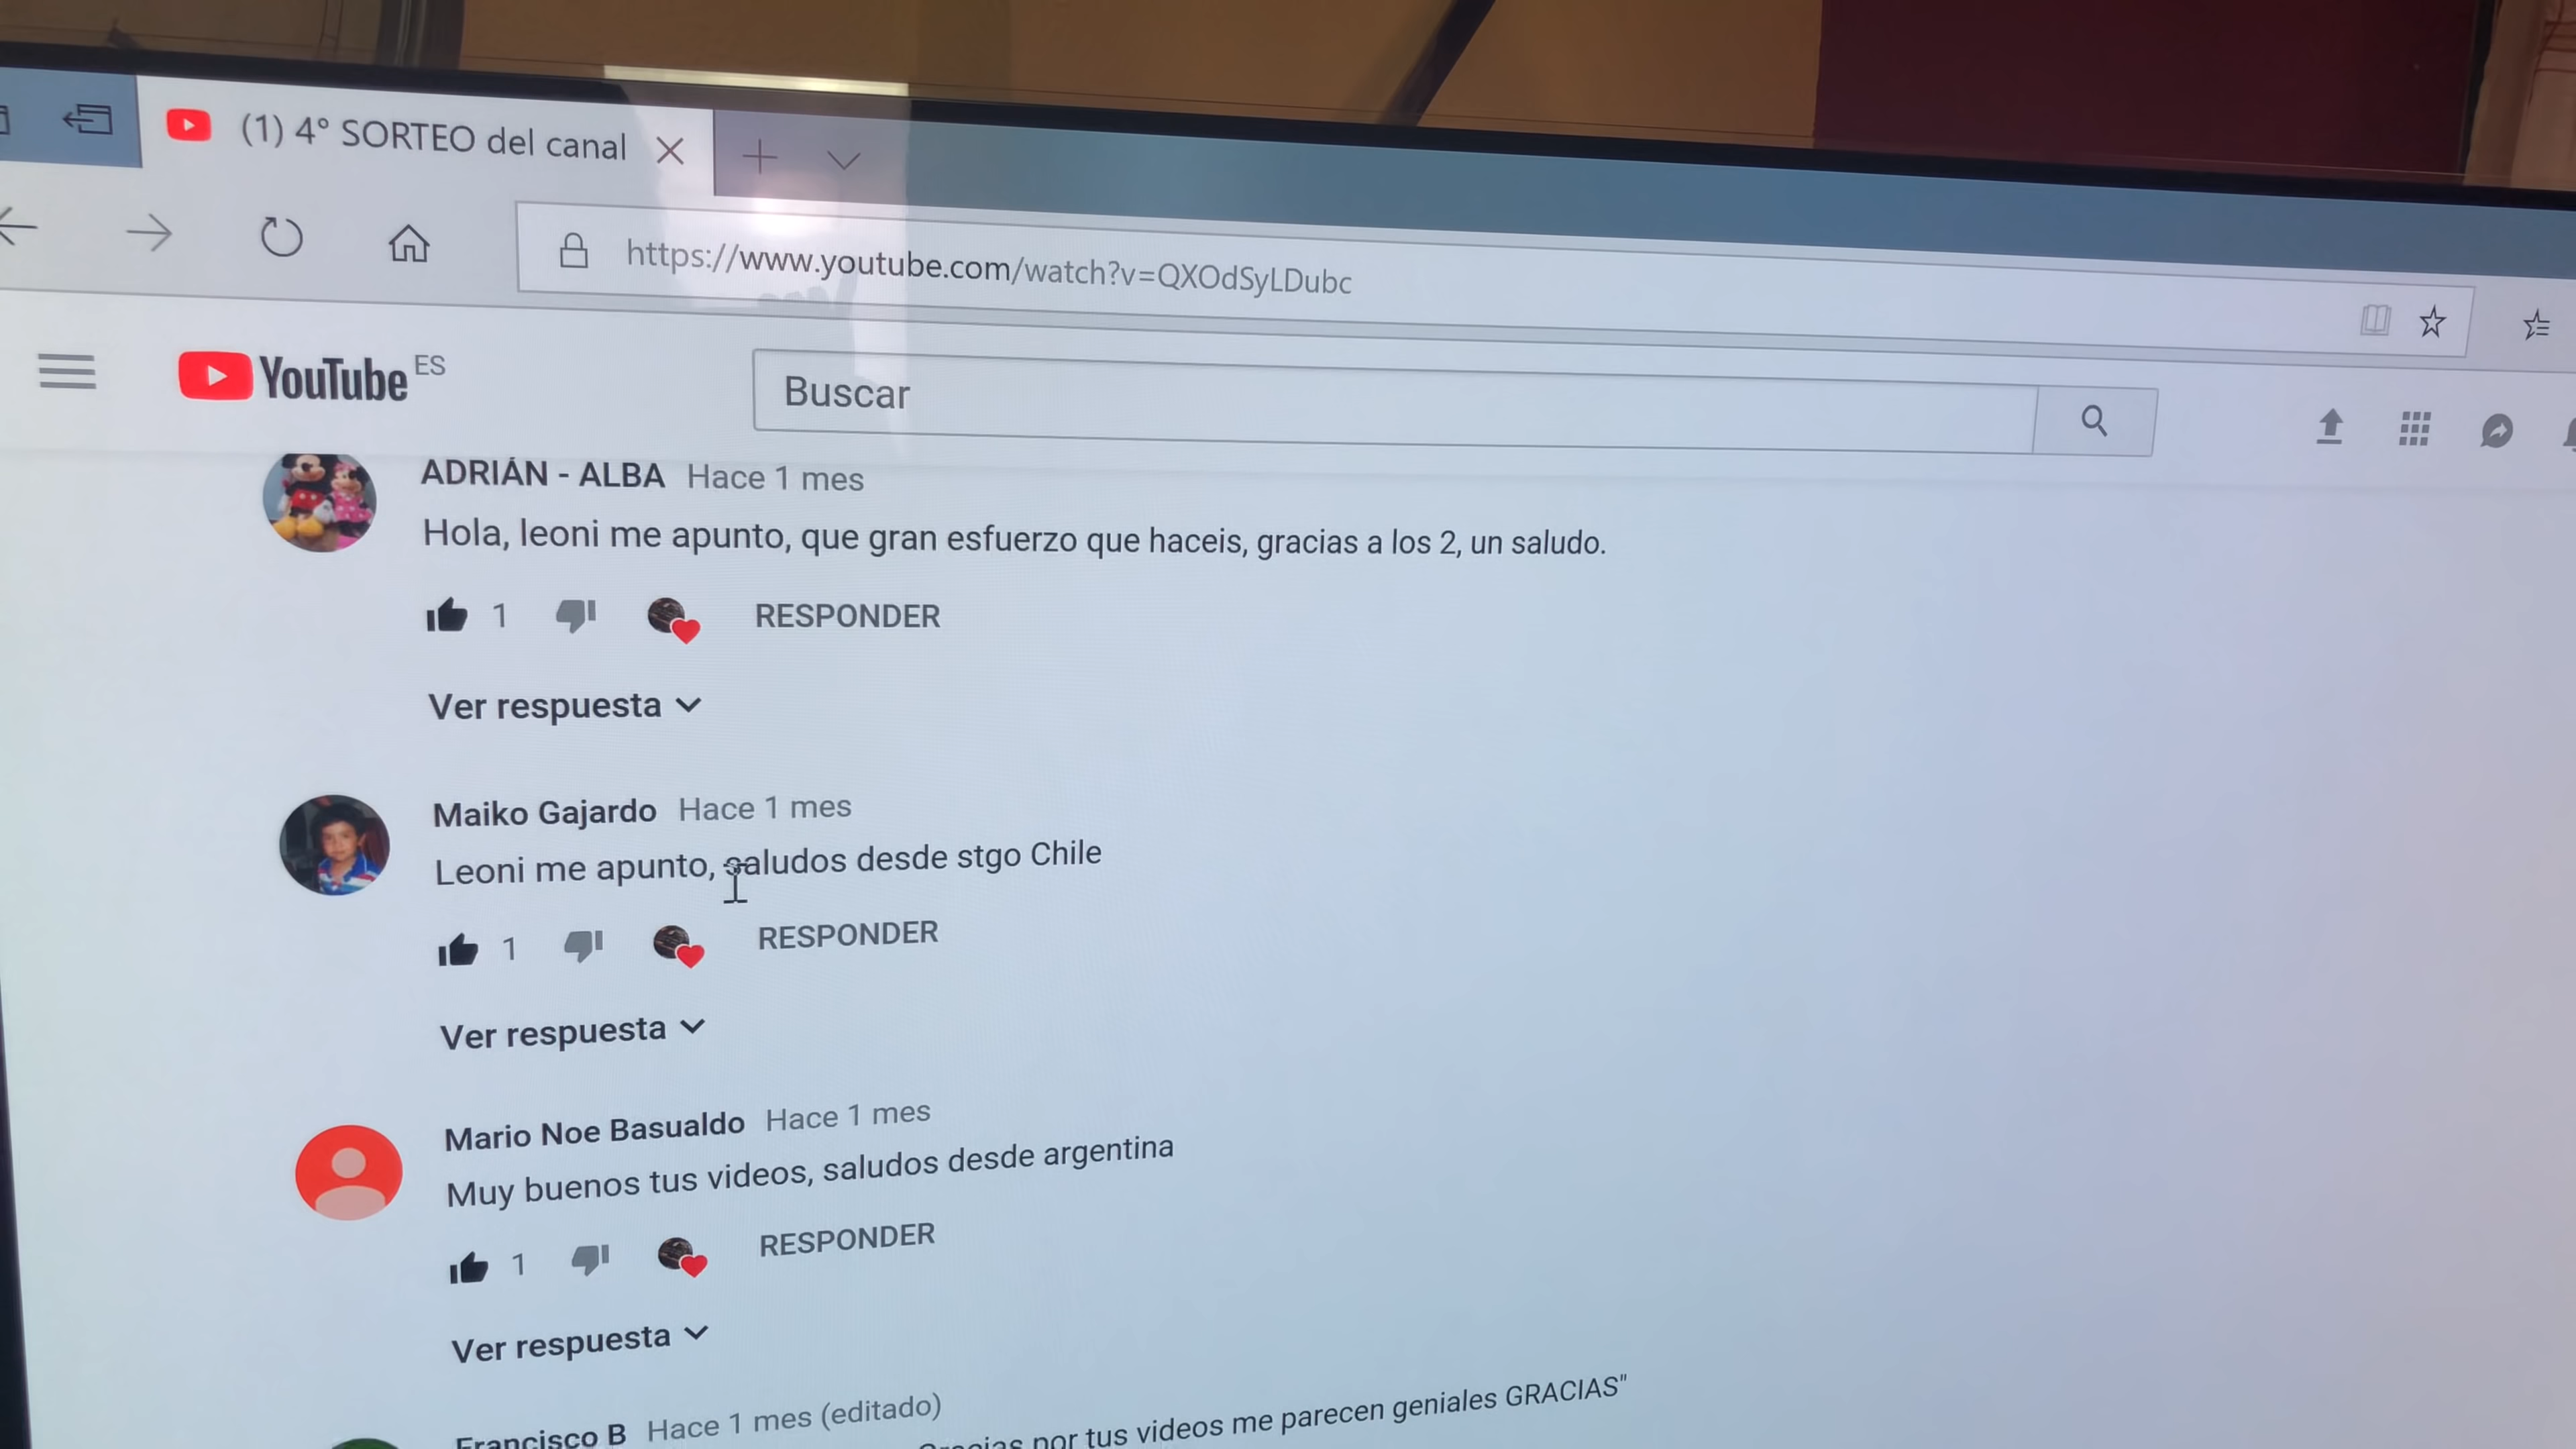 (1) 4° SORTEO del canal
https://www.youtube.com/watch?v=QXOdSyLDubc
YouTube ES
Buscar
ADRIÁN - ALBA Hace 1 mes
Hola, leoni me apunto, que gran esfuerzo que haceis, gracias a los 2, un saludo.
1 RESPONDER
Ver respuesta
Maiko Gajardo Hace 1 mes
Leoni me apunto, saludos desde stgo Chile
1 RESPONDER
Ver respuesta
Mario Noe Basualdo Hace 1 mes
Muy buenos tus videos, saludos desde argentina
1 RESPONDER
Ver respuesta
Francisco B Hace 1 mes (editado)
por tus videos me parecen geniales GRACIAS"